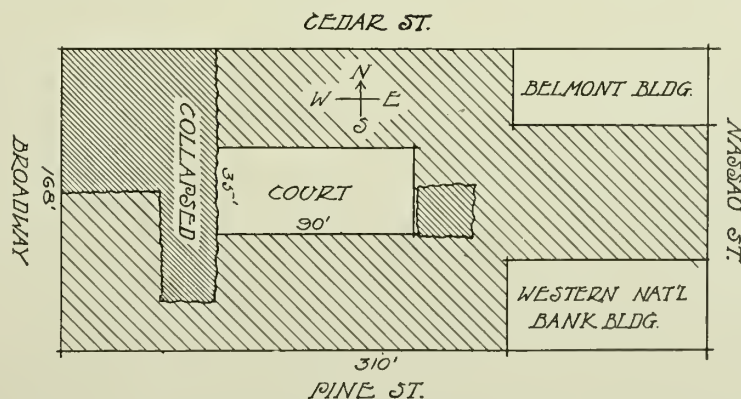 CEDAR ST.
N
W E
S
BELMONT BLDG.
COLLAPSED
BROADWAY
168'
35'
COURT
90'
NASSAU ST.
WESTERN NAT'L
BANK BLDG.
310'
PINE ST.